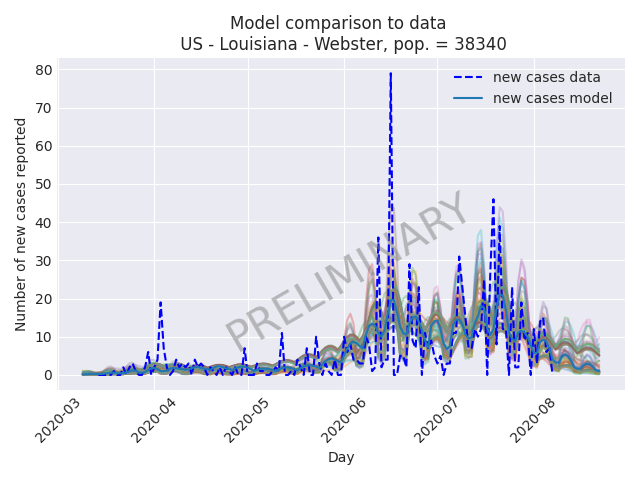 Model comparison to data
US - Louisiana - Webster, pop. = 38340
new cases data
new cases model
PRELIMINARY
Number of new cases reported
80
70
60
50
40
30
20
10
0
2020-03
2020-04
2020-05
2020-06
2020-07
2020-08
Day